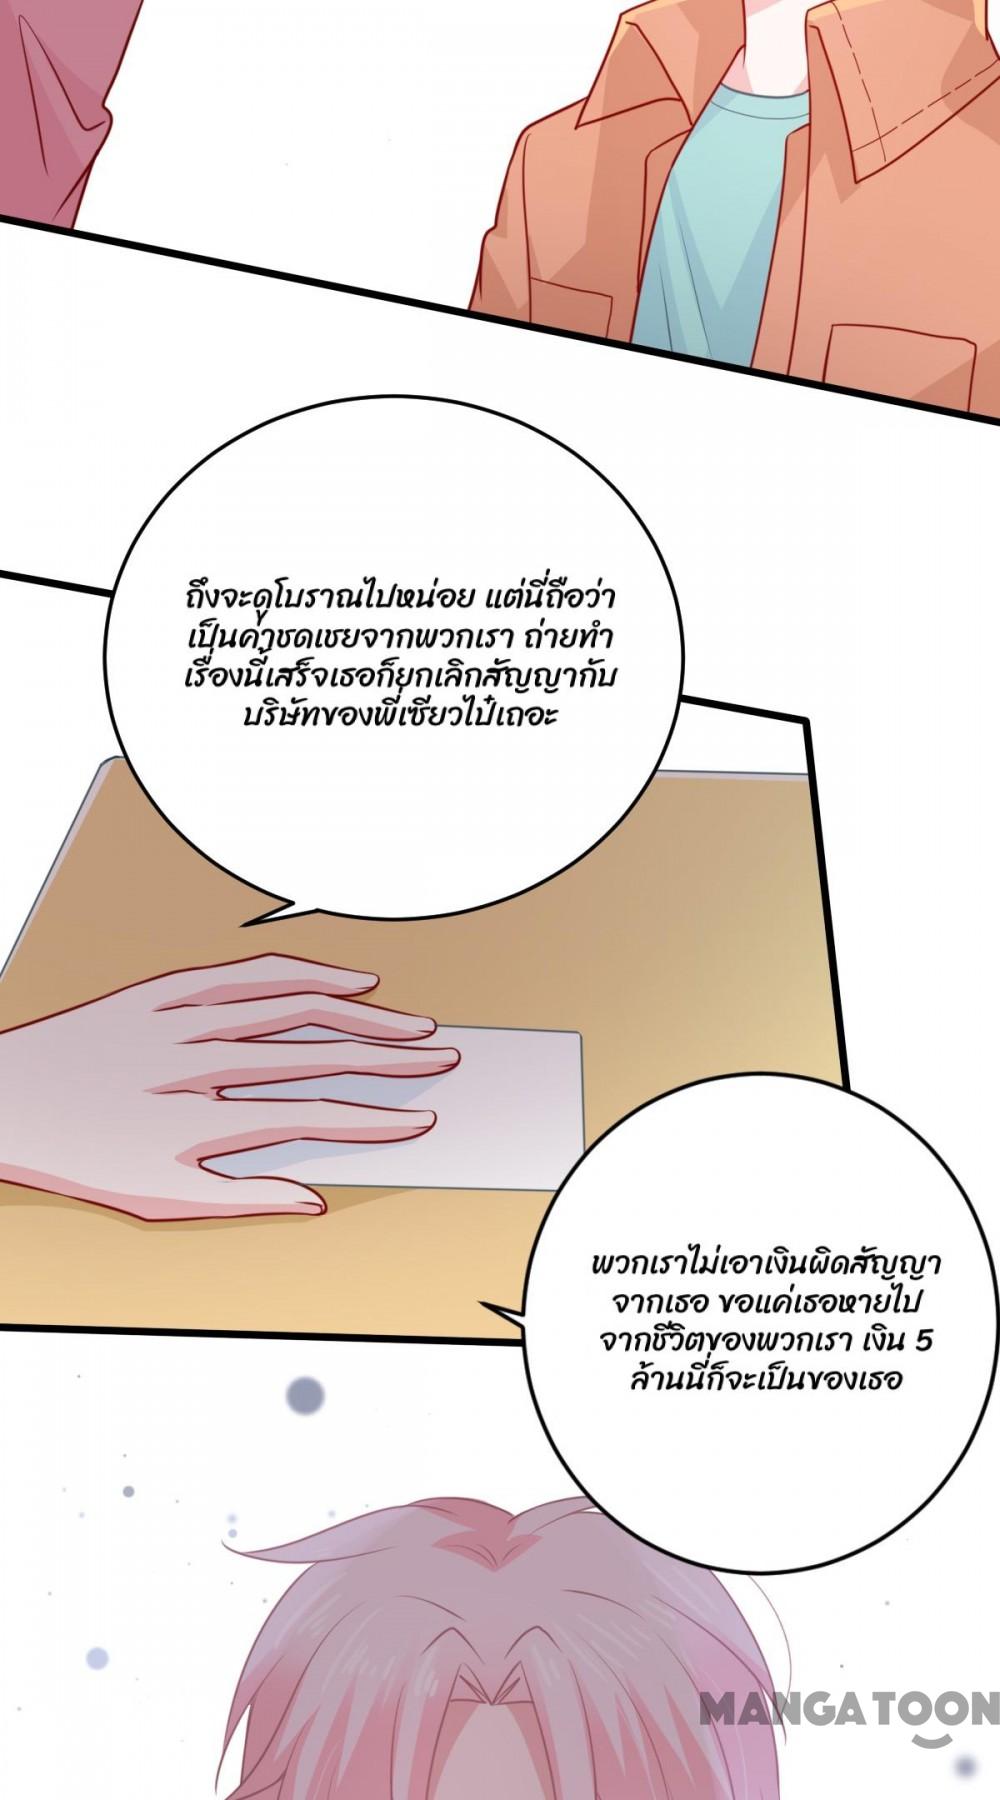 ถึงจะดูโบราณไปหน่อย แต่นี่ถือว่า
เป็นค่าชดเชยจากพวกเรา ถ่ายทำ
เรื่องนี้เสร็จเธอก็ยกเลิกสัญญากับ
บริษัทของพี่เซียวไป๋เถอะ
พวกเราไม่เอาเงินผิดสัญญา
จากเธอ ขอแค่เธอหายไป
จากชีวิตของพวกเรา เงิน 5
ล้านนี่ก็จะเป็นของเธอ
MANGATOON